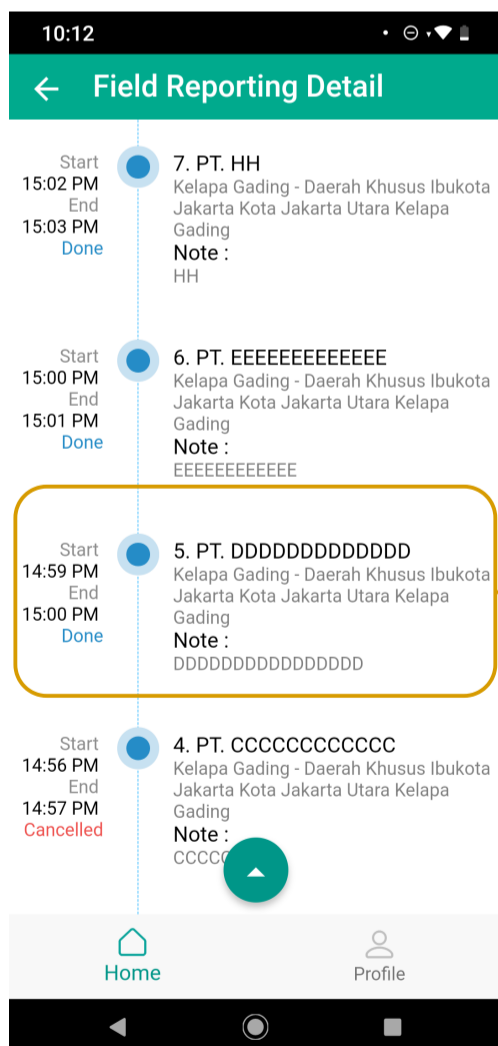 10:12
Field Reporting Detail
Start
15:02 PM
End
15:03 PM
Done
7. PT. HH
Kelapa Gading - Daerah Khusus Ibukota
Jakarta Kota Jakarta Utara Kelapa
Gading
Note :
HH
Start
15:00 PM
End
15:01 PM
Done
6. PT. EEEEEEEEEEEEE
Kelapa Gading - Daerah Khusus Ibukota
Jakarta Kota Jakarta Utara Kelapa
Gading
Note :
EEEEEEEEEEEE
Start
14:59 PM
End
15:00 PM
Done
5. PT. DDDDDDDDDDDDD
Kelapa Gading - Daerah Khusus Ibukota
Jakarta Kota Jakarta Utara Kelapa
Gading
Note :
DDDDDDDDDDDDDDDD
Start
14:56 PM
End
14:57 PM
Cancelled
4. PT. CCCCCCCCCCCC
Kelapa Gading - Daerah Khusus Ibukota
Jakarta Kota Jakarta Utara Kelapa
Gading
Note :
Home
Profile